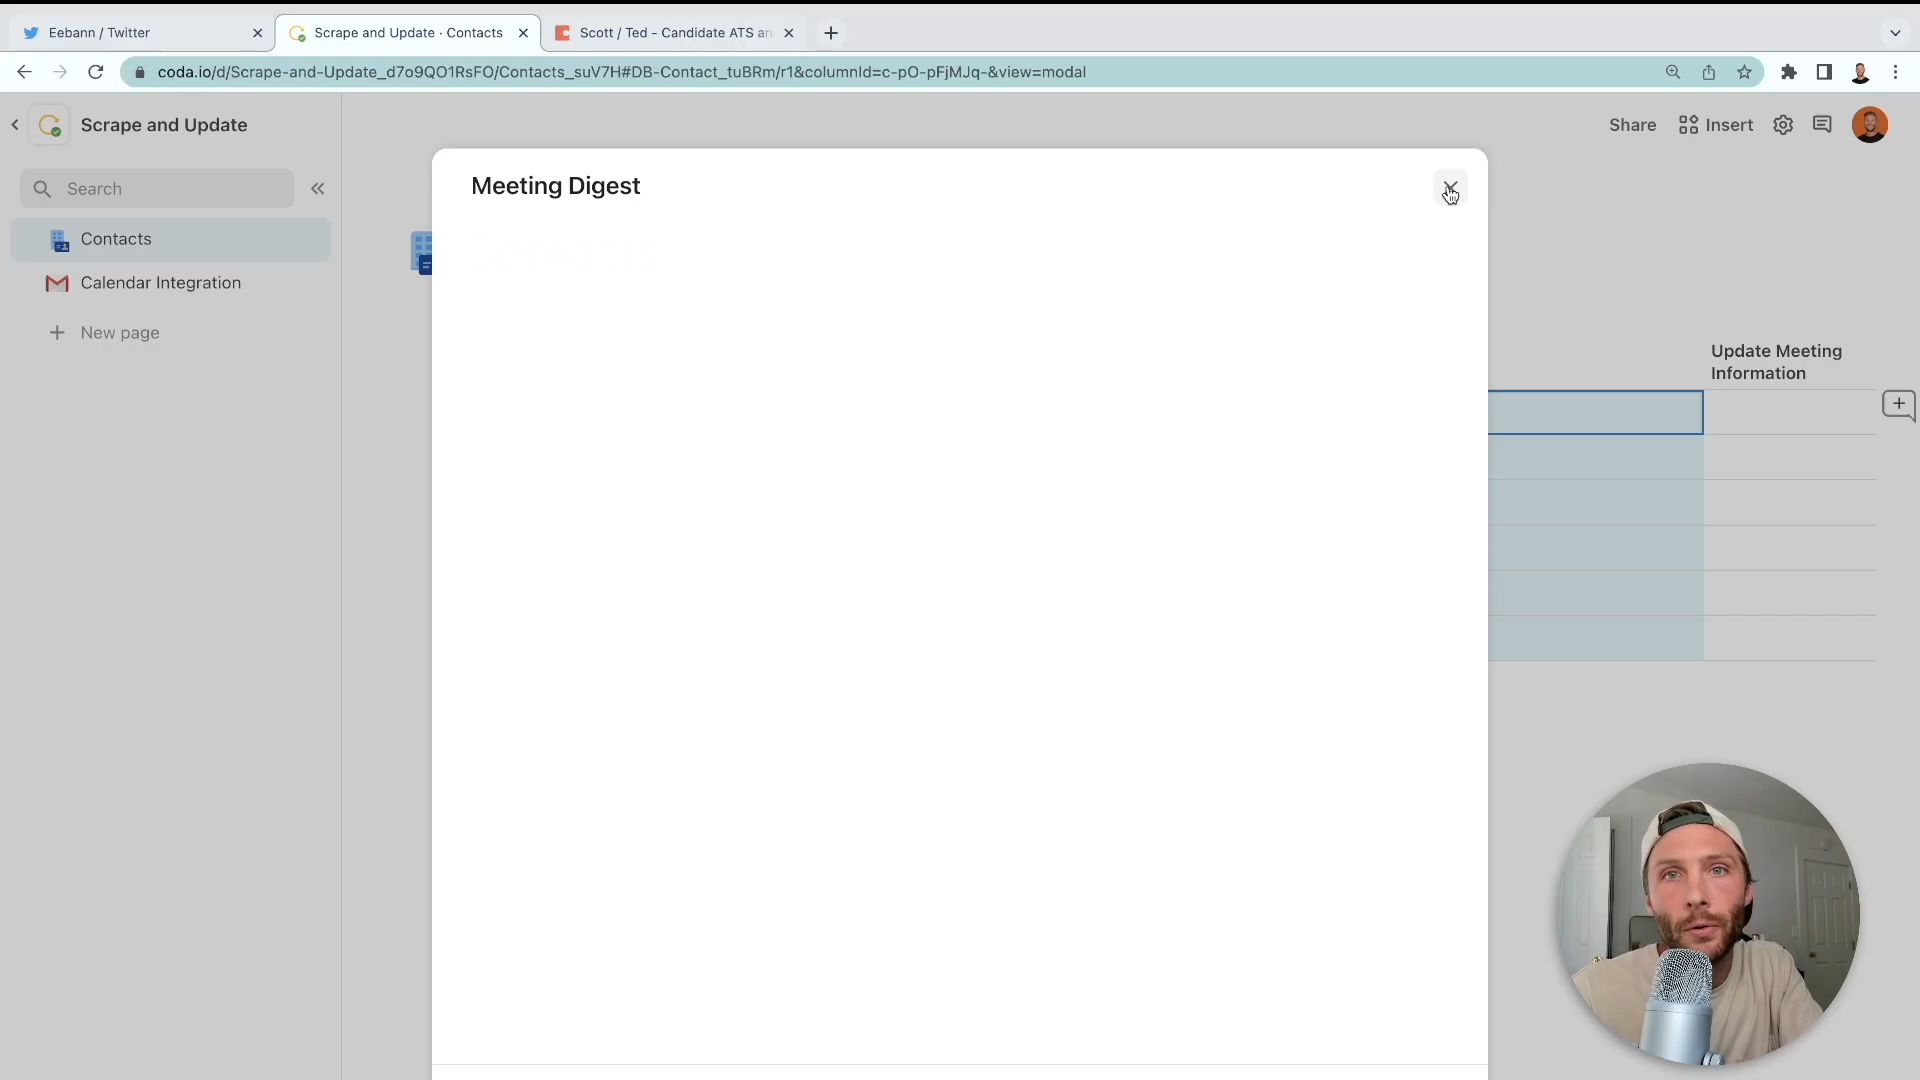 Eebann / Twitter
Scrape and Update · Contacts
Scott / Ted - Candidate ATS an
coda.io/d/Scrape-and-Update_d7o9QO1RsFO/Contacts_suV7H#DB-Contact_tuBRm/r1&columnId=c-pO-pFjMJq-&view=modal
Scrape and Update
Share
Insert
Search
Contacts
Calendar Integration
New page
Meeting Digest
Update Meeting
Information